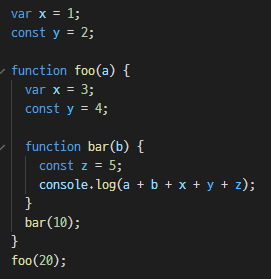 var x = 1;
const y = 2;

function foo(a) {
  var x = 3;
  const y = 4;

  function bar(b) {
    const z = 5;
    console.log(a + b + x + y + z);
  }
  bar(10);
}
foo(20);